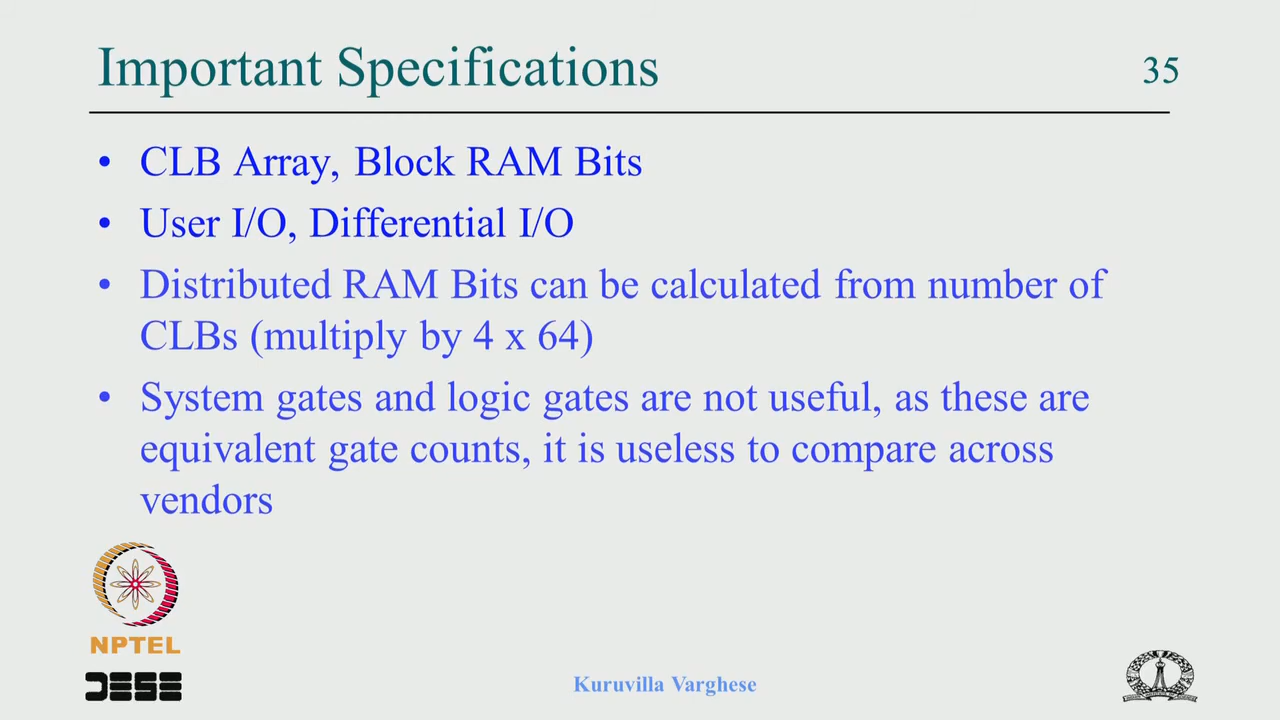 Important Specifications
35
• CLB Array, Block RAM Bits
• User I/O, Differential I/O
• Distributed RAM Bits can be calculated from number of
CLBs (multiply by 4 x 64)
• System gates and logic gates are not useful, as these are
equivalent gate counts, it is useless to compare across
vendors
NPTEL
DESE
Kuruvilla Varghese